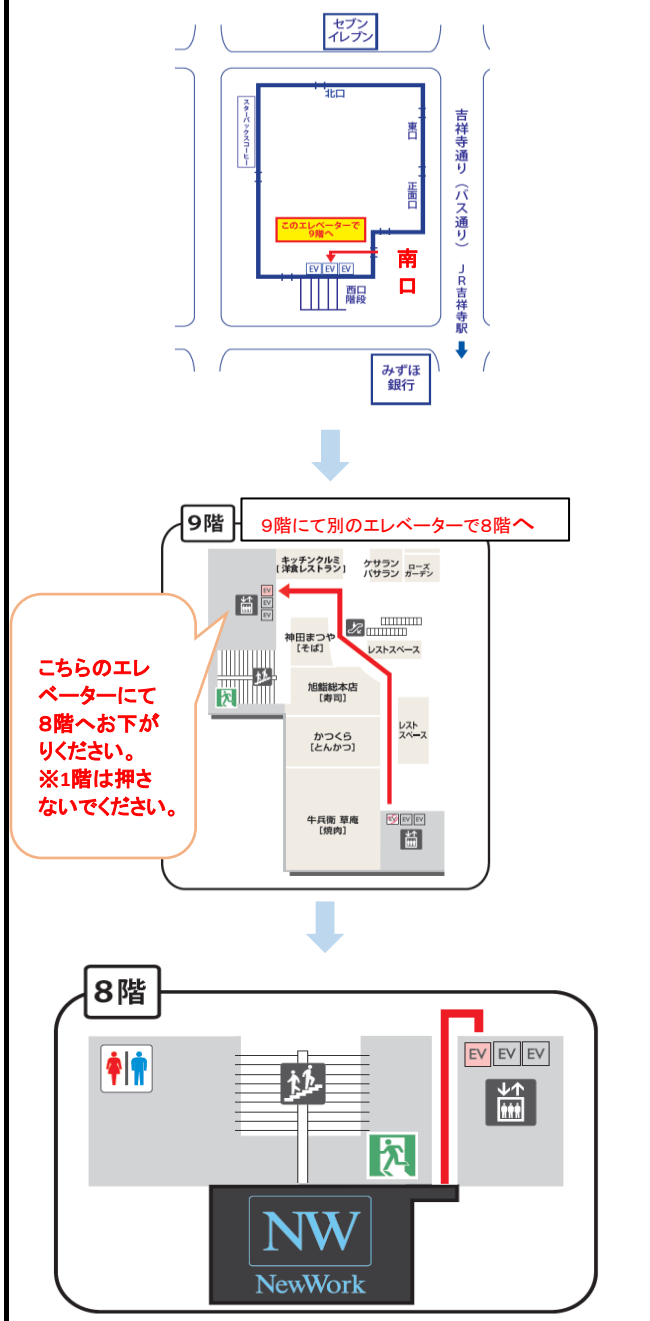 セブン
イレブン
北口
スターバックスコーヒー
東口
正面口
吉祥寺通り（バス通り） JR吉祥寺駅
このエレベーターで
9階へ
南
口
EV EV EV
西口
階段
みずほ
銀行
9階
9階にて別のエレベーターで8階へ
キッチンクルミ
[洋食レストラン]
ケサラン
パサラン
ローズ
ガーデン
EV
EV
EV
神田まつや
[そば]
レストスペース
こちらのエレ
ベーターにて
8階へお下が
りください。
※1階は押さ
ないでください。
旭鮨総本店
[寿司]
レスト
スペース
かつくら
[とんかつ]
牛兵衛 草庵
[焼肉]
EV EV EV
8階
EV EV EV
NW
NewWork